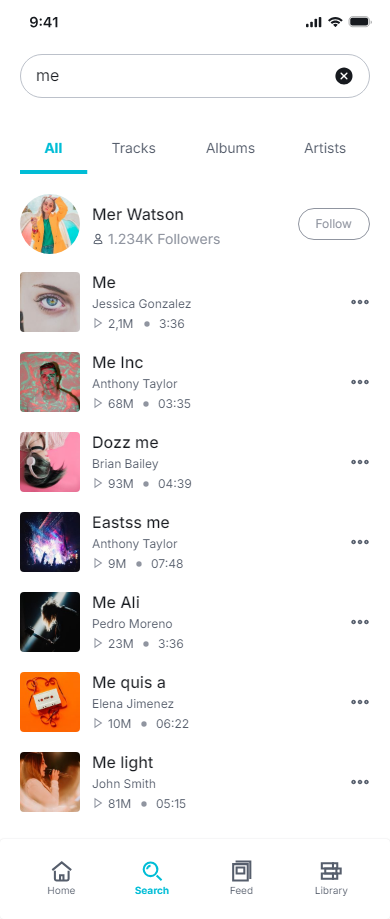 9:41
me
All Tracks Albums Artists
Mer Watson
1.234K Followers
Follow
Me
Jessica Gonzalez
2,1M 3:36
Me Inc
Anthony Taylor
68M 03:35
Dozz me
Brian Bailey
93M 04:39
Eastss me
Anthony Taylor
9M 07:48
Me Ali
Pedro Moreno
23M 3:36
Me quis a
Elena Jimenez
10M 06:22
Me light
John Smith
81M 05:15
Home Search Feed Library